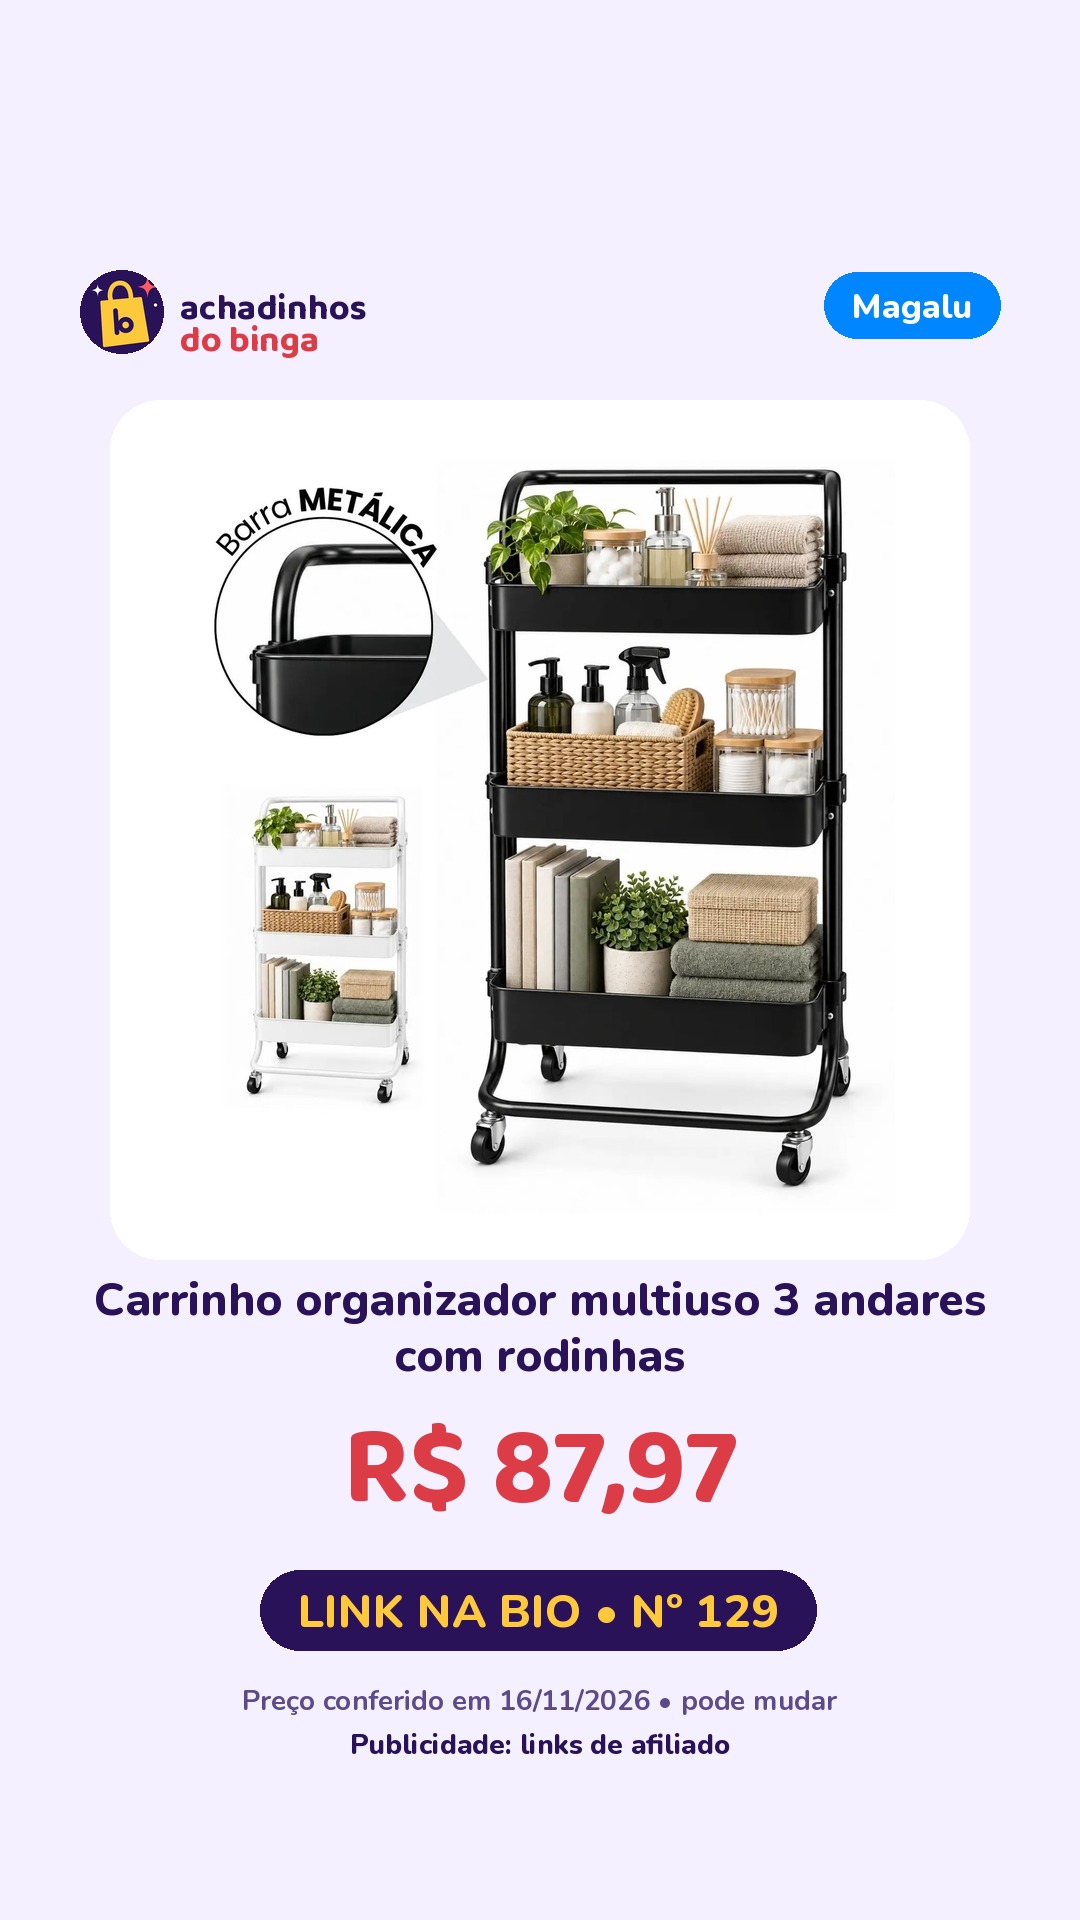 achadinhos
do binga
Magalu
Barra METÁLICA
Carrinho organizador multiuso 3 andares
com rodinhas
R$ 87,97
LINK NA BIO • Nº 129
Preço conferido em 16/11/2026 • pode mudar
Publicidade: links de afiliado